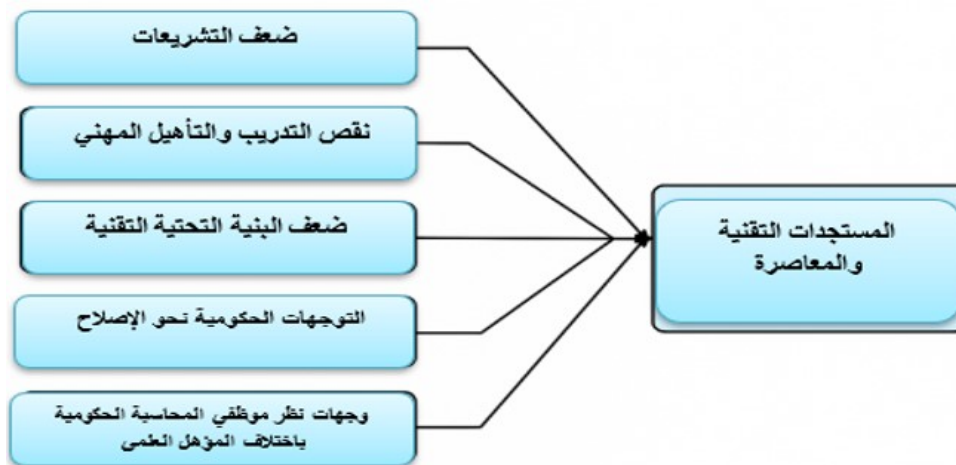 ضعف التشريعات
نقص التدريب والتأهيل المهني
ضعف البنية التحتية التقنية
التوجهات الحكومية نحو الإصلاح
وجهات نظر موظفي المحاسبة الحكومية
باختلاف المؤهل العلمي
المستجدات التقنية
والمعاصرة